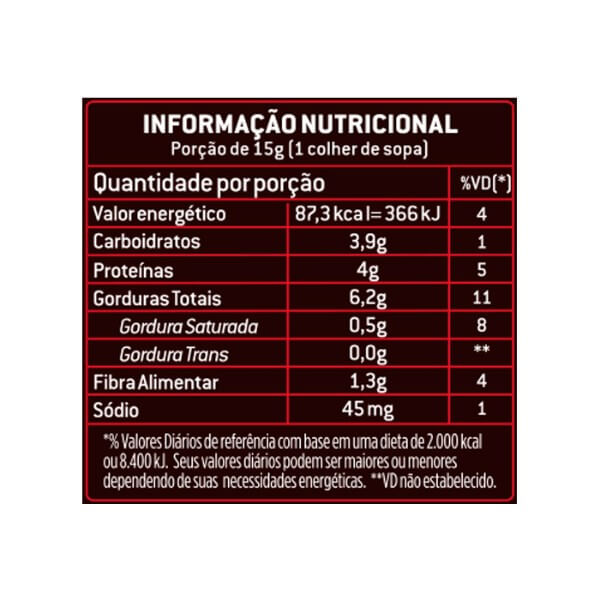 INFORMAÇÃO NUTRICIONAL
Porção de 15g (1 colher de sopa)
Quantidade por porção %VD(*)
Valor energético 87,3 kcal= 366 kJ 4
Carboidratos 3,9g 1
Proteínas 4g 5
Gorduras Totais 6,2g 11
Gordura Saturada 0,5g 8
Gordura Trans 0,0g **
Fibra Alimentar 1,3g 4
Sódio 45 mg 1
*% Valores Diários de referência com base em uma dieta de 2.000 kcal
ou 8.400 kJ. Seus valores diários podem ser maiores ou menores
dependendo de suas necessidades energéticas. **VD não estabelecido.